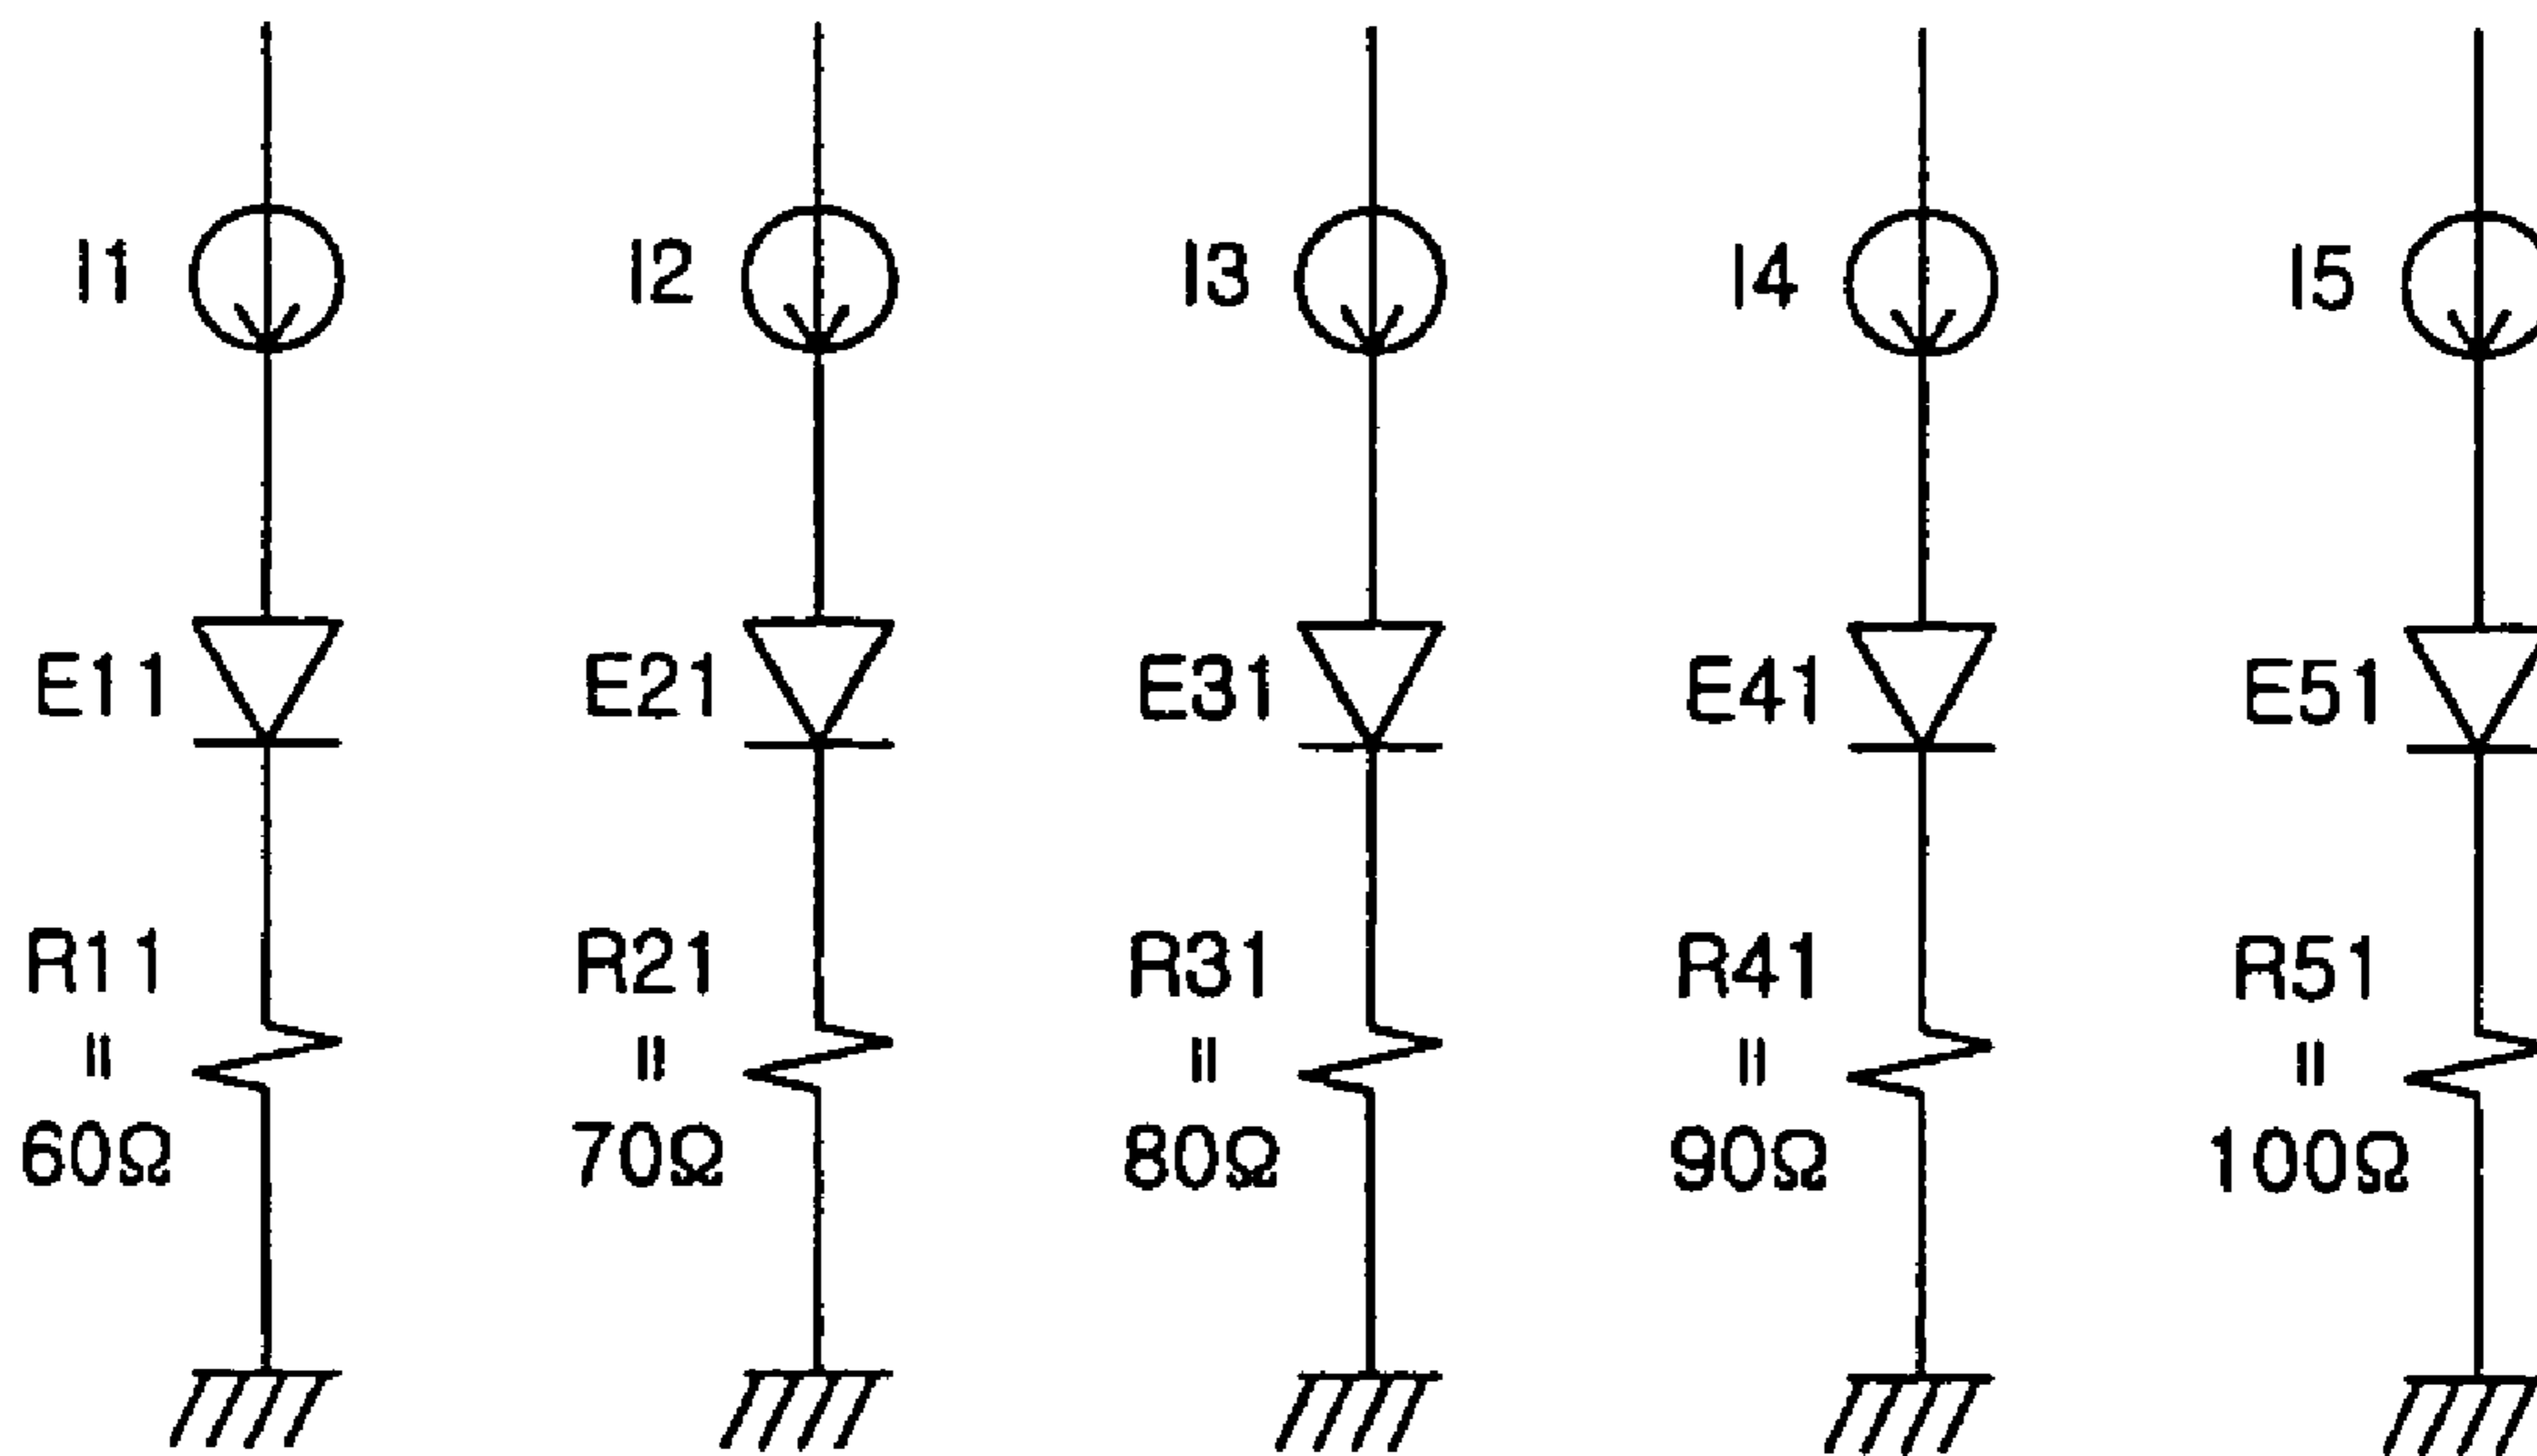 I1 I2 I3 I4 I5
E11 E21 E31 E41 E51
R11 R21 R31 R41 R51
= = = = =
60Ω 70Ω 80Ω 90Ω 100Ω